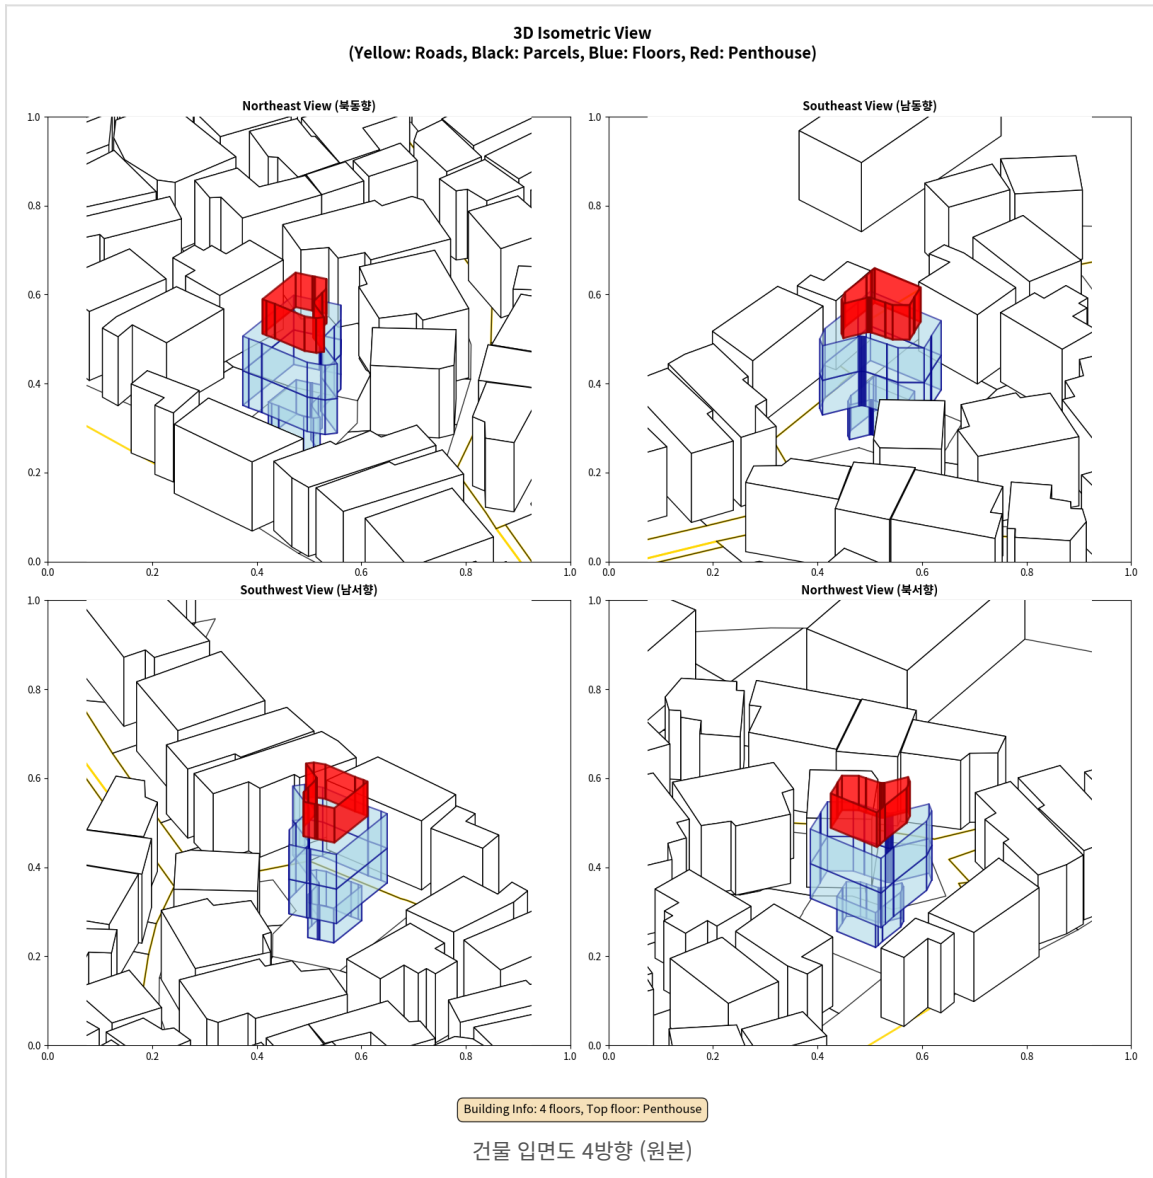 3D Isometric View
(Yellow: Roads, Black: Parcels, Blue: Floors, Red: Penthouse)
Northeast View (북동향)
1.0
0.8
0.6
0.4
0.2
0.0
0.0 0.2 0.4 0.6 0.8 1.0
Southeast View (남동향)
1.0
0.8
0.6
0.4
0.2
0.0
0.0 0.2 0.4 0.6 0.8 1.0
Southwest View (남서향)
1.0
0.8
0.6
0.4
0.2
0.0
0.0 0.2 0.4 0.6 0.8 1.0
Northwest View (북서향)
1.0
0.8
0.6
0.4
0.2
0.0
0.0 0.2 0.4 0.6 0.8 1.0
Building Info: 4 floors, Top floor: Penthouse
건물 입면도 4방향 (원본)